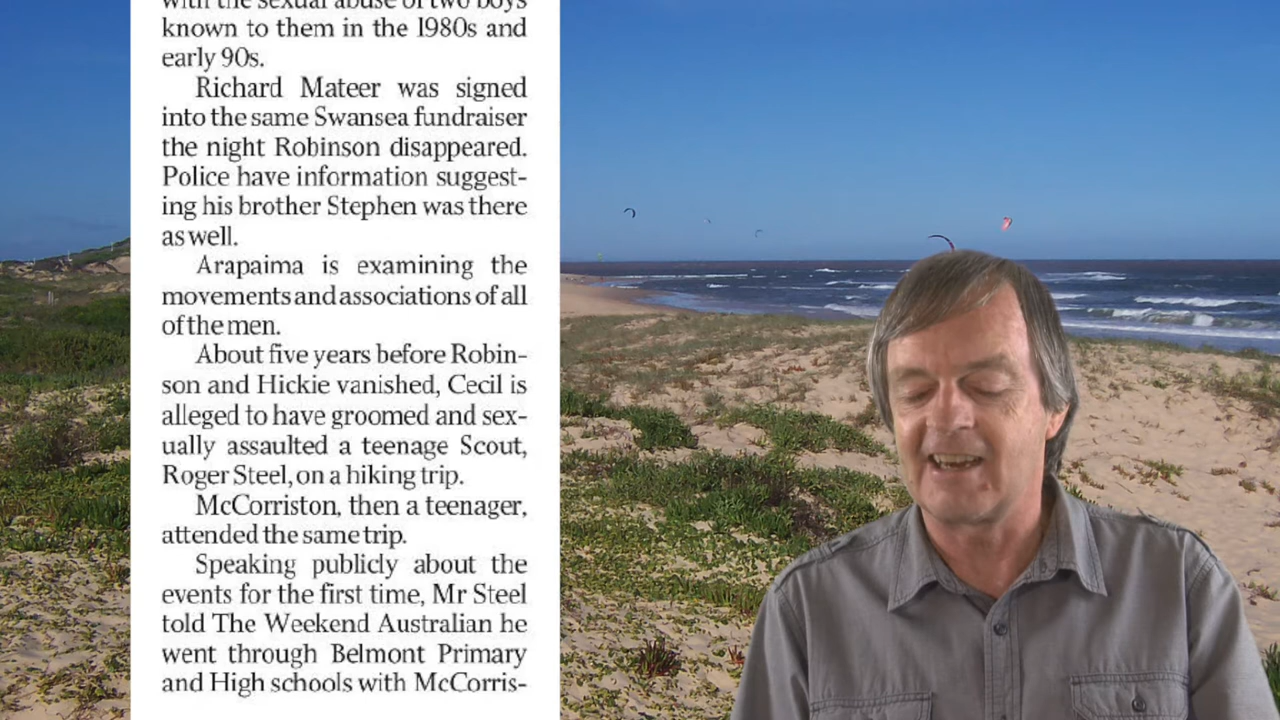 with the sexual abuse of two boys
known to them in the 1980s and
early 90s.
Richard Mateer was signed
into the same Swansea fundraiser
the night Robinson disappeared.
Police have information suggest-
ing his brother Stephen was there
as well.
Arapaima is examining the
movements and associations of all
of the men.
About five years before Robin-
son and Hickie vanished, Cecil is
alleged to have groomed and sex-
ually assaulted a teenage Scout,
Roger Steel, on a hiking trip.
McCorriston, then a teenager,
attended the same trip.
Speaking publicly about the
events for the first time, Mr Steel
told The Weekend Australian he
went through Belmont Primary
and High schools with McCorris-